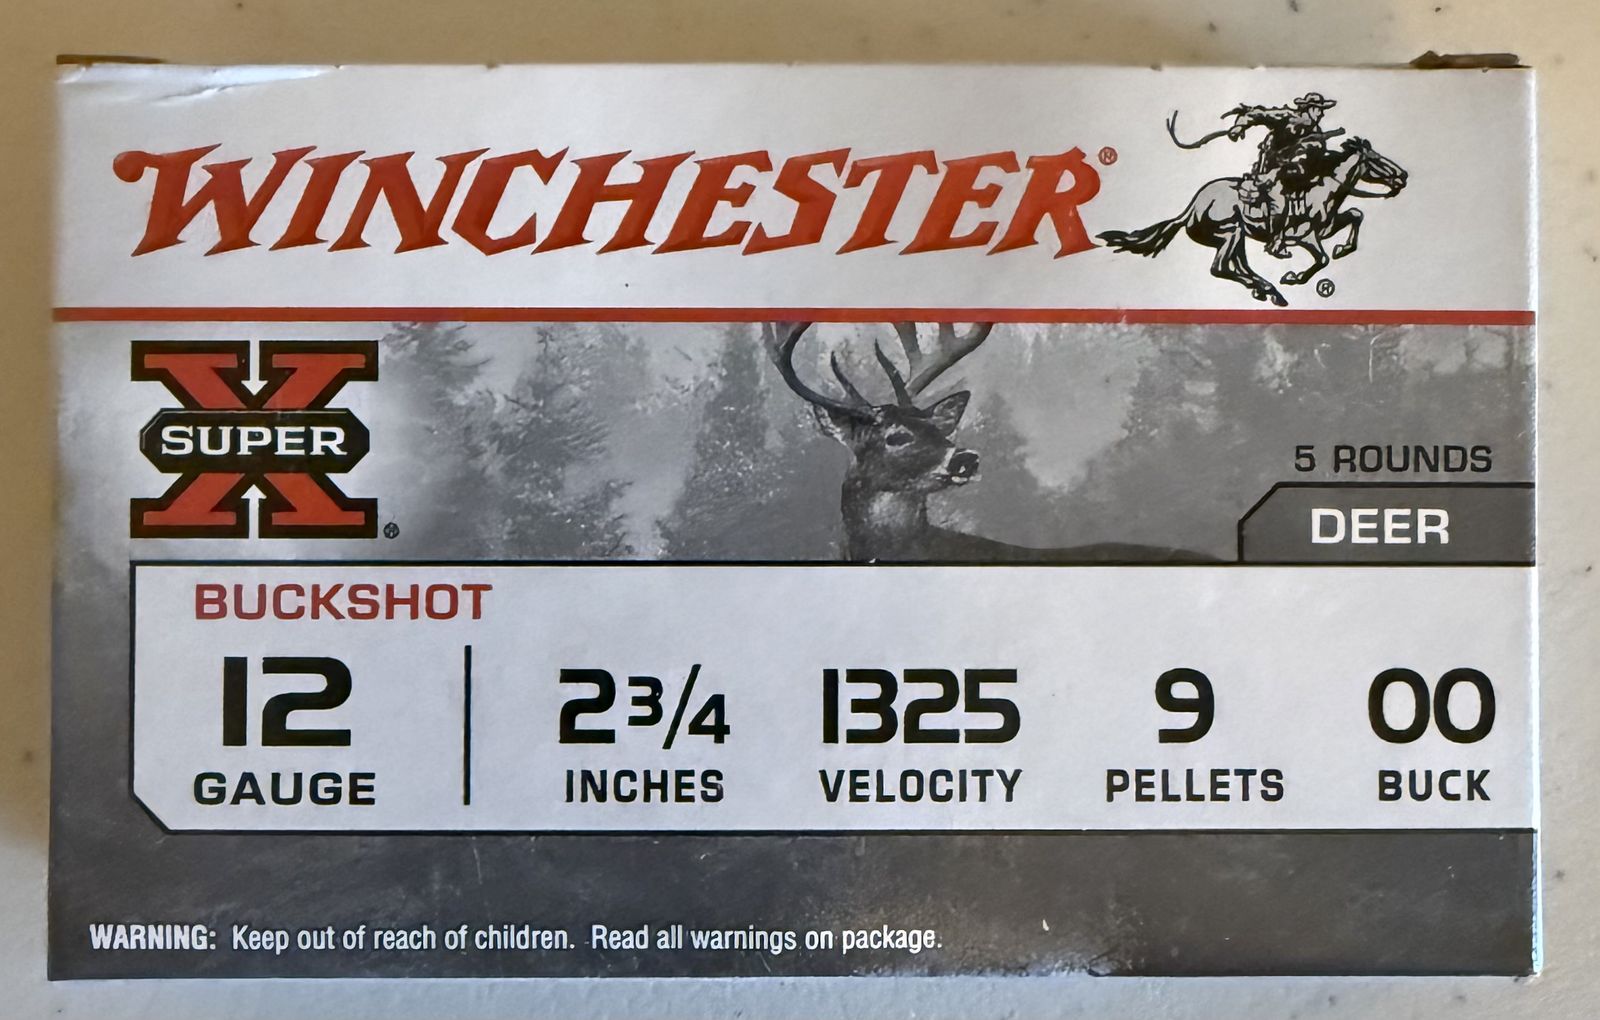 WINCHESTER®
®
SUPER X®
5 ROUNDS
DEER
BUCKSHOT
12 2 3/4 1325 9 00
GAUGE INCHES VELOCITY PELLETS BUCK
WARNING: Keep out of reach of children. Read all warnings on package.